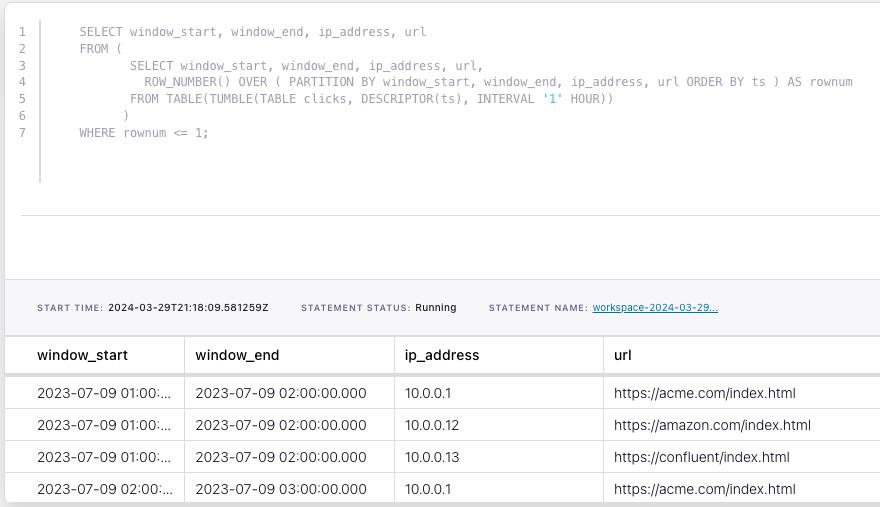 1 SELECT window_start, window_end, ip_address, url
2 FROM (
3 SELECT window_start, window_end, ip_address, url,
4 ROW_NUMBER() OVER ( PARTITION BY window_start, window_end, ip_address, url ORDER BY ts ) AS rownum
5 FROM TABLE(TUMBLE(TABLE clicks, DESCRIPTOR(ts), INTERVAL '1' HOUR))
6 )
7 WHERE rownum <= 1;
START TIME: 2024-03-29T21:18:09.581259Z STATEMENT STATUS: Running STATEMENT NAME: workspace-2024-03-29...
window_start window_end ip_address url
2023-07-09 01:00:... 2023-07-09 02:00:00.000 10.0.0.1 https://acme.com/index.html
2023-07-09 01:00:... 2023-07-09 02:00:00.000 10.0.0.12 https://amazon.com/index.html
2023-07-09 01:00:... 2023-07-09 02:00:00.000 10.0.0.13 https://confluent/index.html
2023-07-09 02:00:... 2023-07-09 03:00:00.000 10.0.0.1 https://acme.com/index.html